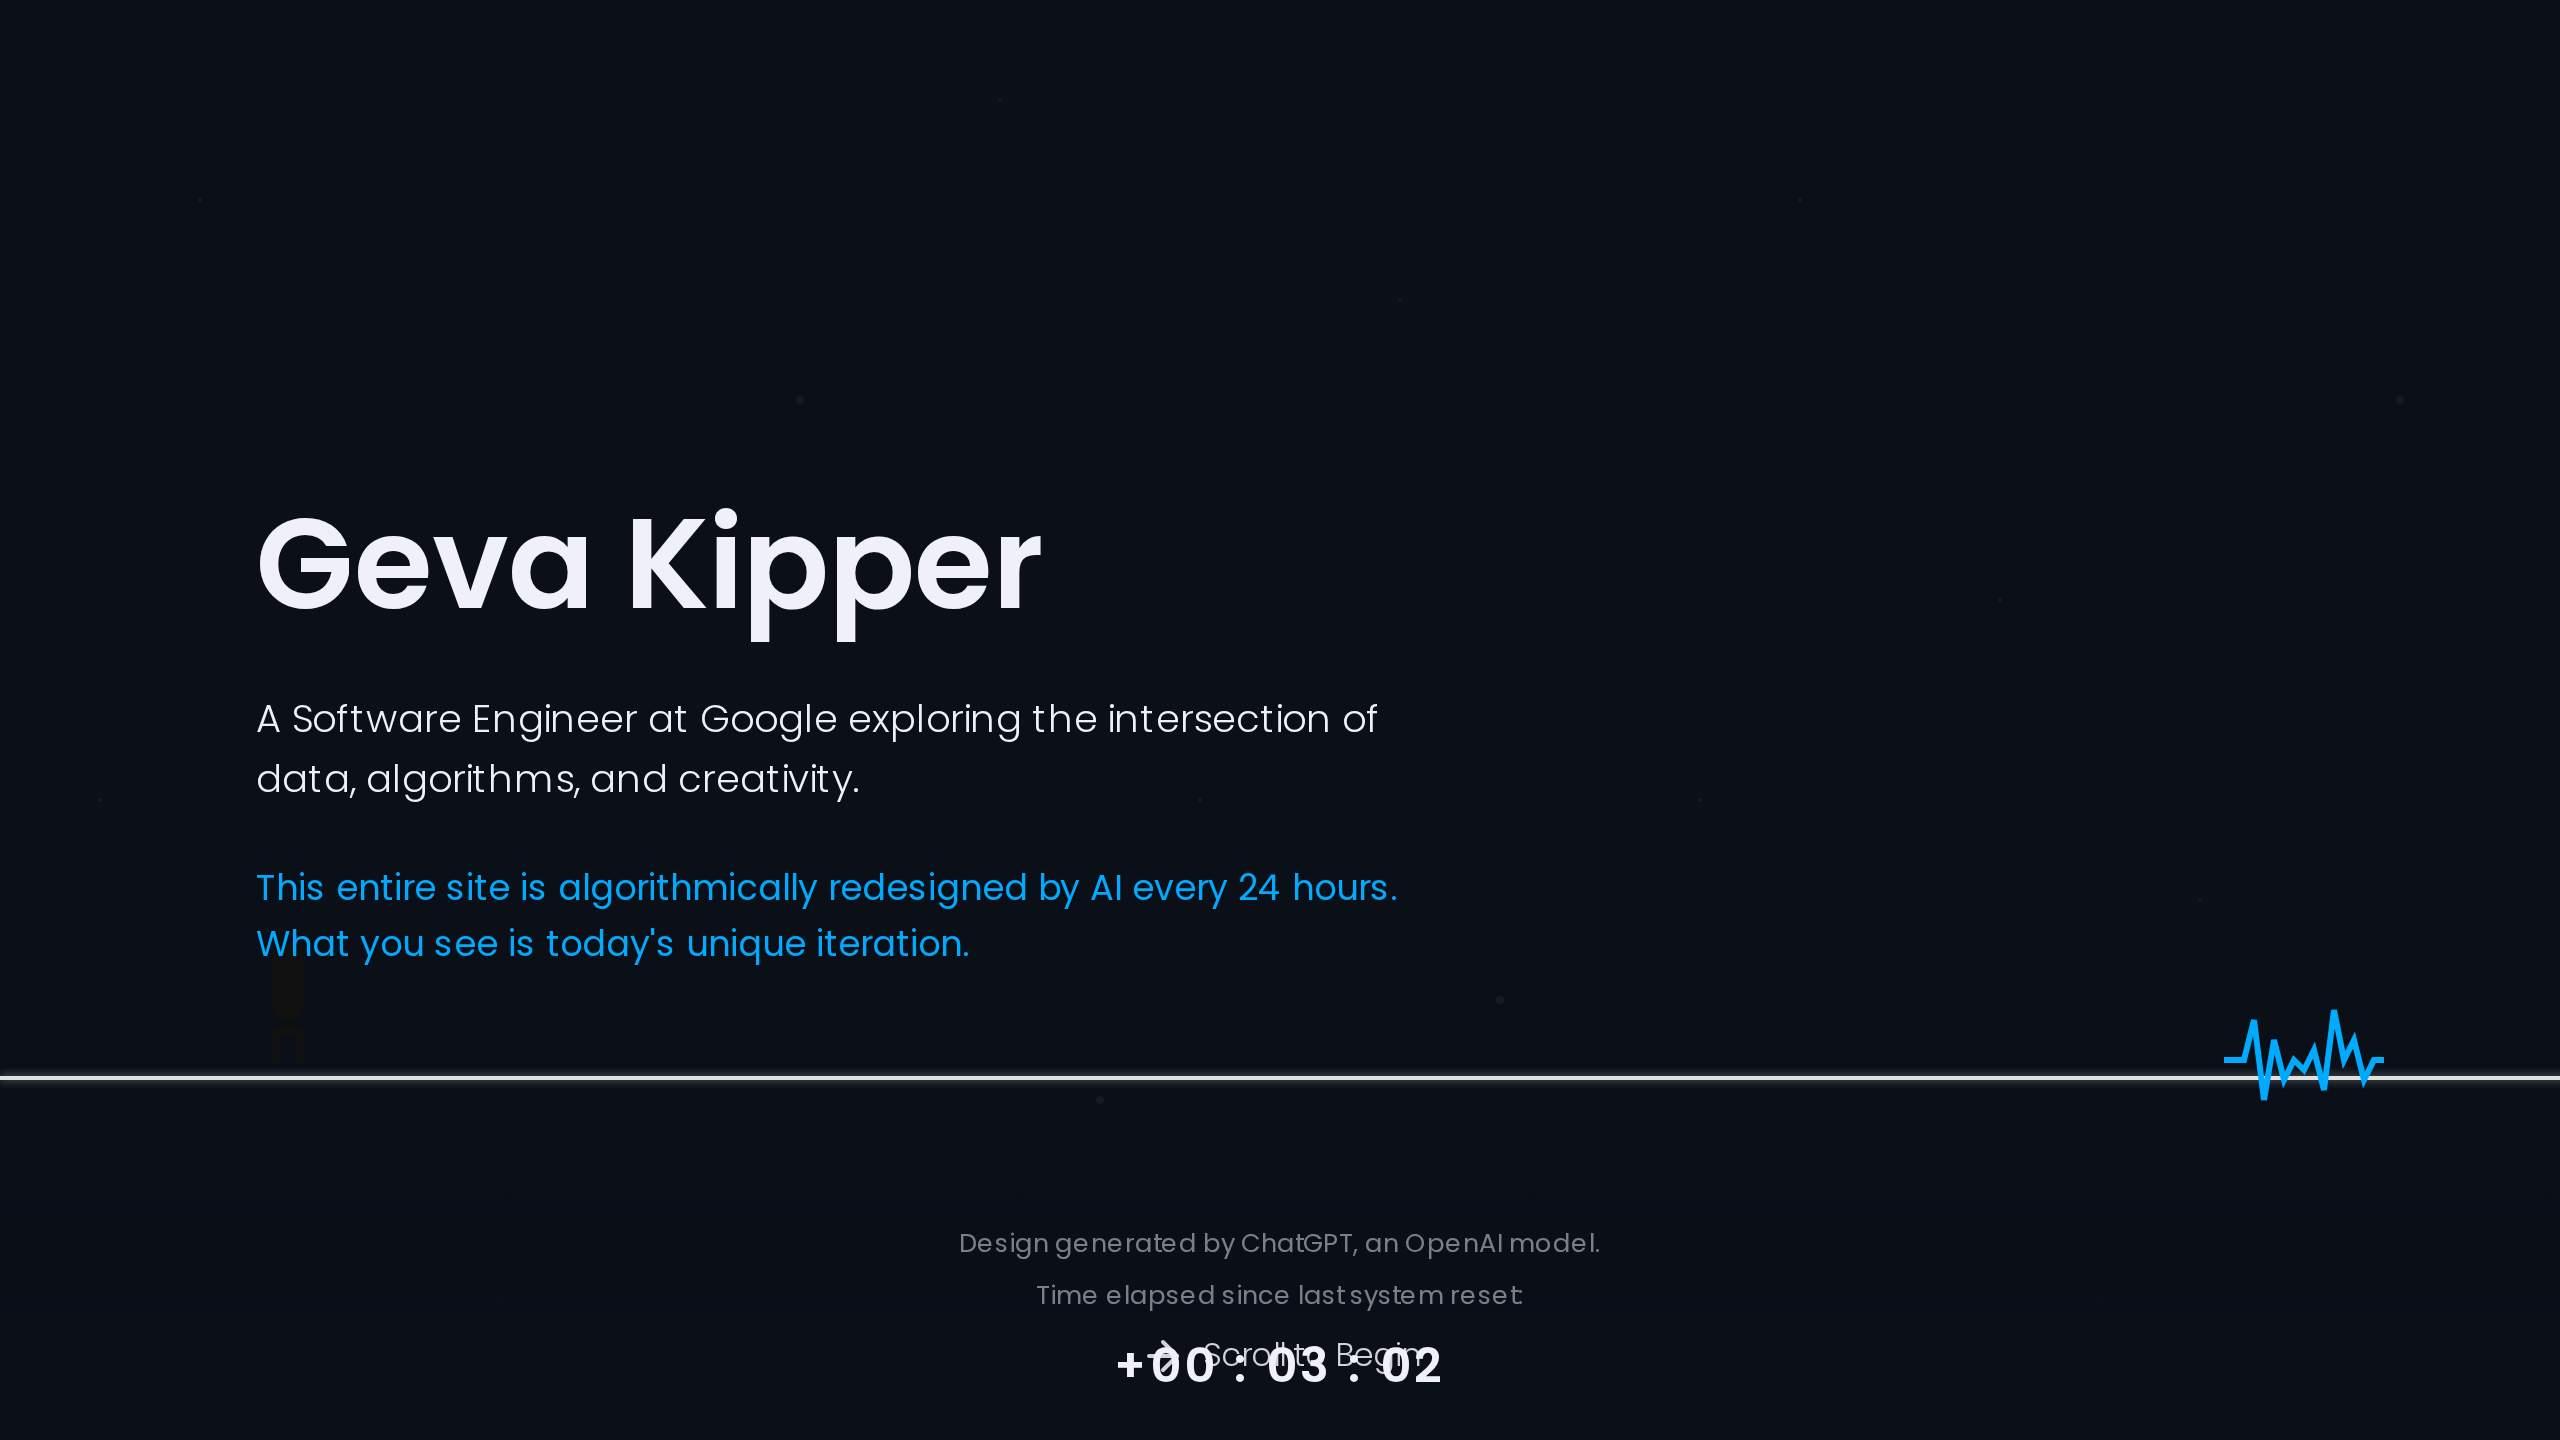 Geva Kipper
A Software Engineer at Google exploring the intersection of
data, algorithms, and creativity.
This entire site is algorithmically redesigned by AI every 24 hours.
What you see is today's unique iteration.
Design generated by ChatGPT, an OpenAI model.
Time elapsed since last system reset:
→ Scroll to Begin
+00 : 03 : 02